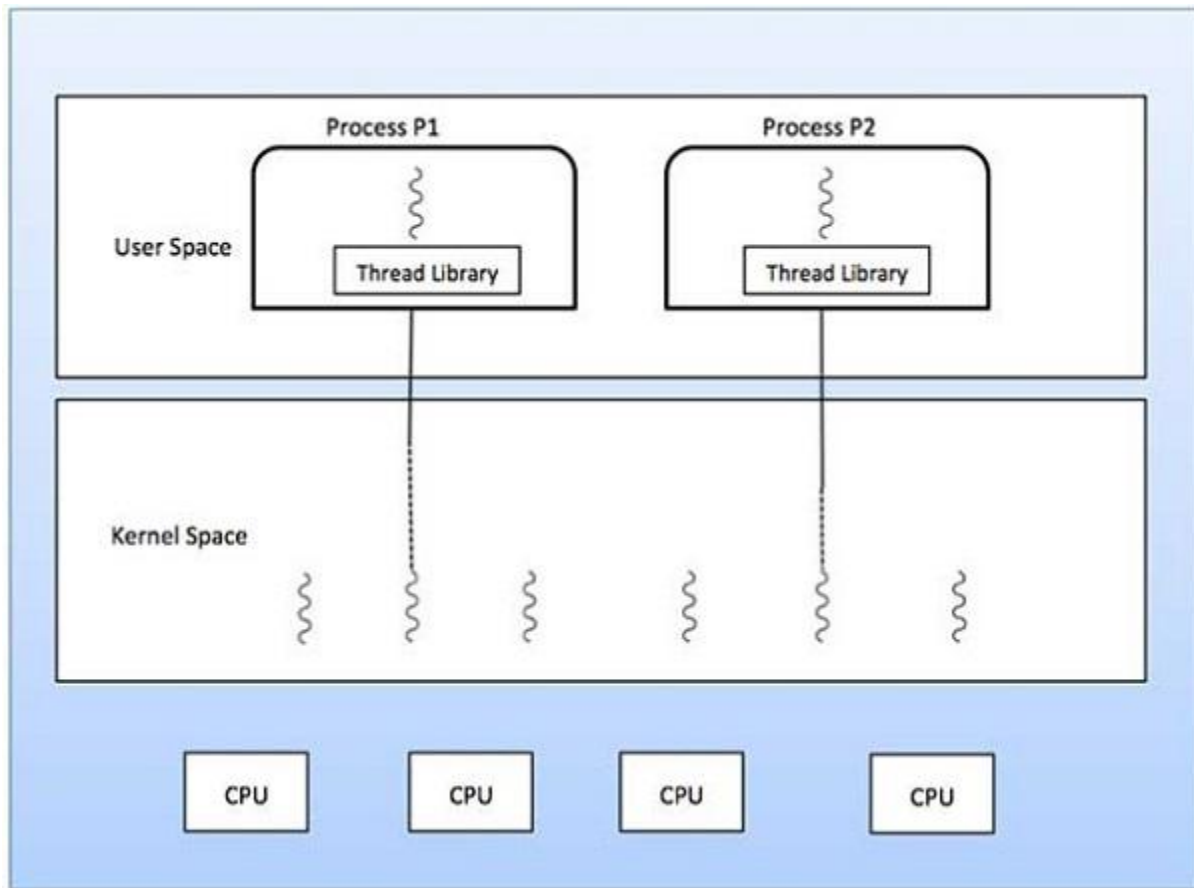 Process P1
Process P2
User Space
Thread Library
Thread Library
Kernel Space
CPU
CPU
CPU
CPU